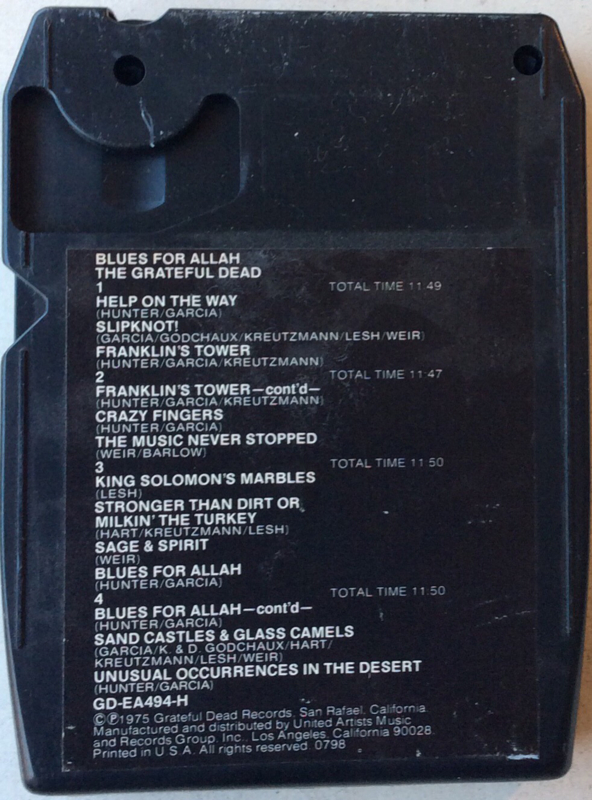 BLUES FOR ALLAH
THE GRATEFUL DEAD
1 TOTAL TIME 11:49
HELP ON THE WAY
(HUNTER/GARCIA)
SLIPKNOT!
(GARCIA/GODCHAUX/KREUTZMANN/LESH/WEIR)
FRANKLIN'S TOWER
(HUNTER/GARCIA/KREUTZMANN)
2 TOTAL TIME 11:47
FRANKLIN'S TOWER—cont'd—
(HUNTER/GARCIA/KREUTZMANN)
CRAZY FINGERS
(HUNTER/GARCIA)
THE MUSIC NEVER STOPPED
(WEIR/BARLOW)
3 TOTAL TIME 11:50
KING SOLOMON'S MARBLES
(LESH)
STRONGER THAN DIRT OR
MILKIN' THE TURKEY
(HART/KREUTZMANN/LESH)
SAGE & SPIRIT
(WEIR)
BLUES FOR ALLAH
(HUNTER/GARCIA)
4 TOTAL TIME 11:50
BLUES FOR ALLAH—cont'd—
(HUNTER/GARCIA)
SAND CASTLES & GLASS CAMELS
(GARCIA/K. & D. GODCHAUX/HART/
KREUTZMANN/LESH/WEIR)
UNUSUAL OCCURRENCES IN THE DESERT
(HUNTER/GARCIA)
GD-EA494-H
©℗1975 Grateful Dead Records, San Rafael, California.
Manufactured and distributed by United Artists Music
and Records Group, Inc., Los Angeles, California 90028.
Printed in U.S.A. All rights reserved. 0798